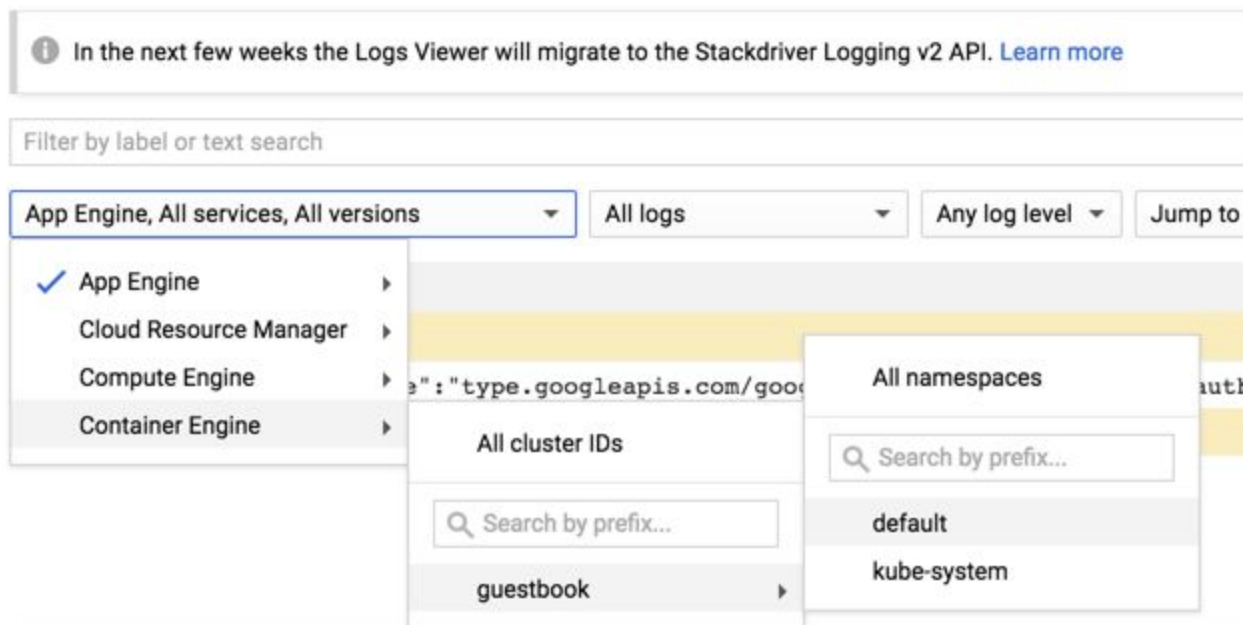 In the next few weeks the Logs Viewer will migrate to the Stackdriver Logging v2 API. Learn more
Filter by label or text search
App Engine, All services, All versions
All logs
Any log level
Jump to
App Engine
Cloud Resource Manager
Compute Engine
Container Engine
":"type.googleapis.com/goo
All cluster IDs
Search by prefix...
guestbook
All namespaces
Search by prefix...
default
kube-system